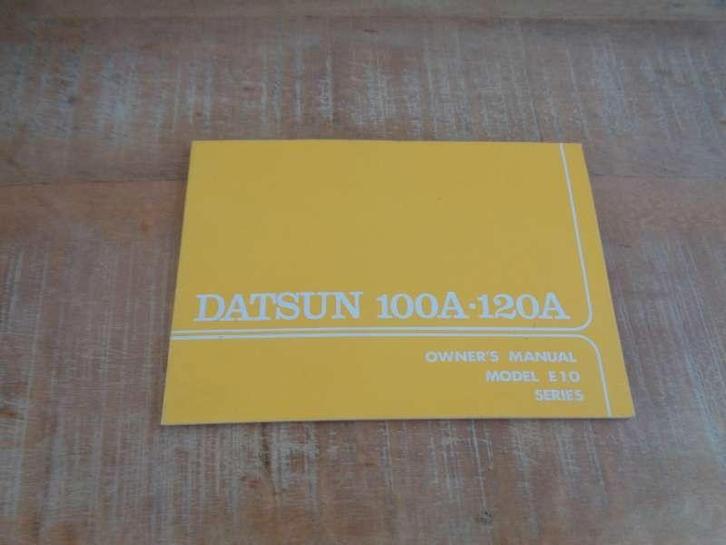 DATSUN 100A·120A
OWNER'S MANUAL
MODEL E10
SERIES